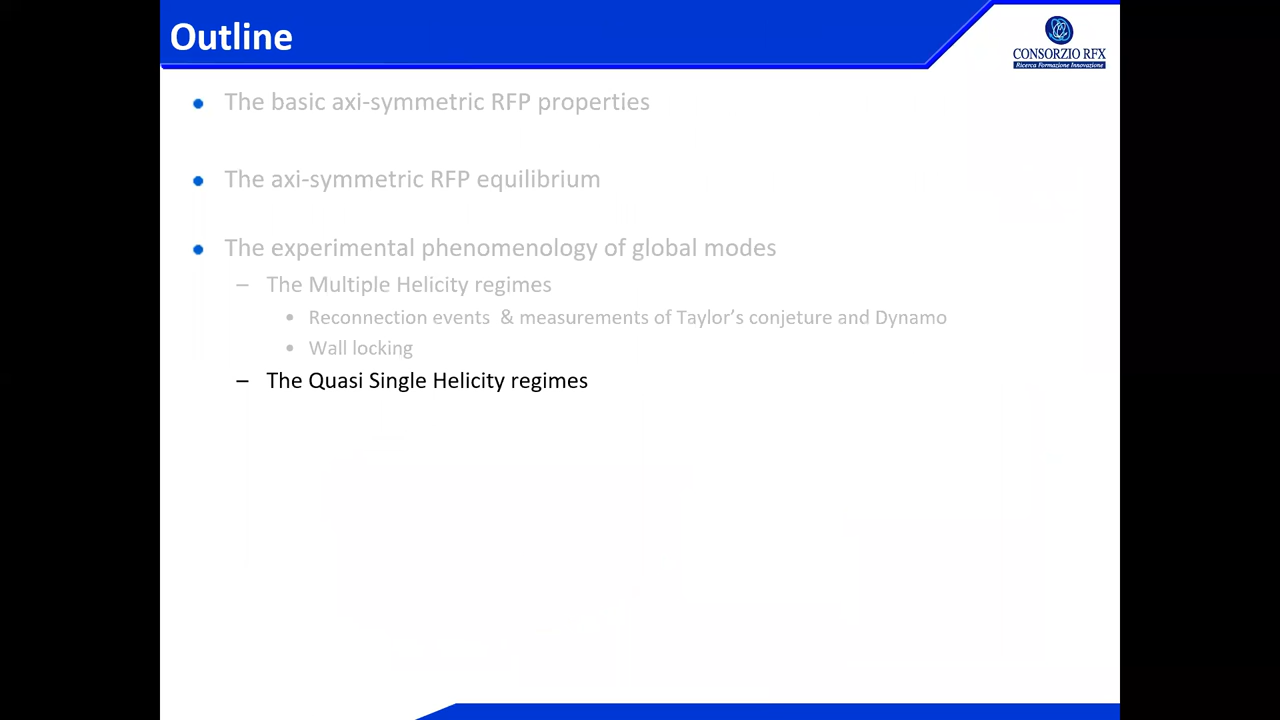 Outline
CONSORZIO RFX
Ricerca Formazione Innovazione
The basic axi-symmetric RFP properties
The axi-symmetric RFP equilibrium
The experimental phenomenology of global modes
– The Multiple Helicity regimes
Reconnection events & measurements of Taylor's conjeture and Dynamo
Wall locking
– The Quasi Single Helicity regimes